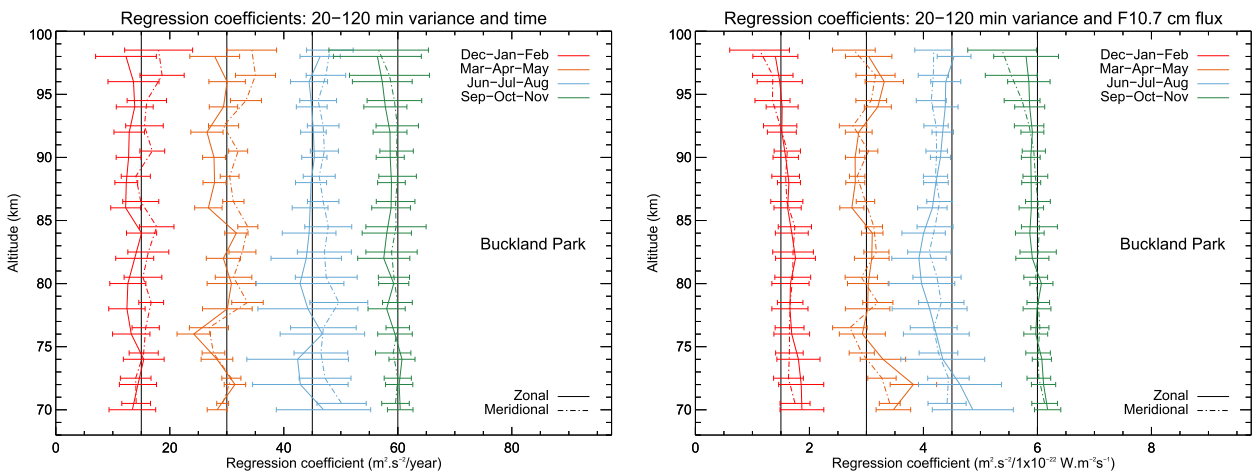 Regression coefficients: 20−120 min variance and time
100
95
90
85
80
75
70
Altitude (km)
Dec−Jan−Feb
Mar−Apr−May
Jun−Jul−Aug
Sep−Oct−Nov
Buckland Park
Zonal
Meridional
0 20 40 60 80
Regression coefficient (m².s⁻²/year)
Regression coefficients: 20−120 min variance and F10.7 cm flux
100
95
90
85
80
75
70
Altitude (km)
Dec−Jan−Feb
Mar−Apr−May
Jun−Jul−Aug
Sep−Oct−Nov
Buckland Park
Zonal
Meridional
0 2 4 6 8
Regression coefficient (m².s⁻²/1x10⁻²² W.m⁻²s⁻¹)